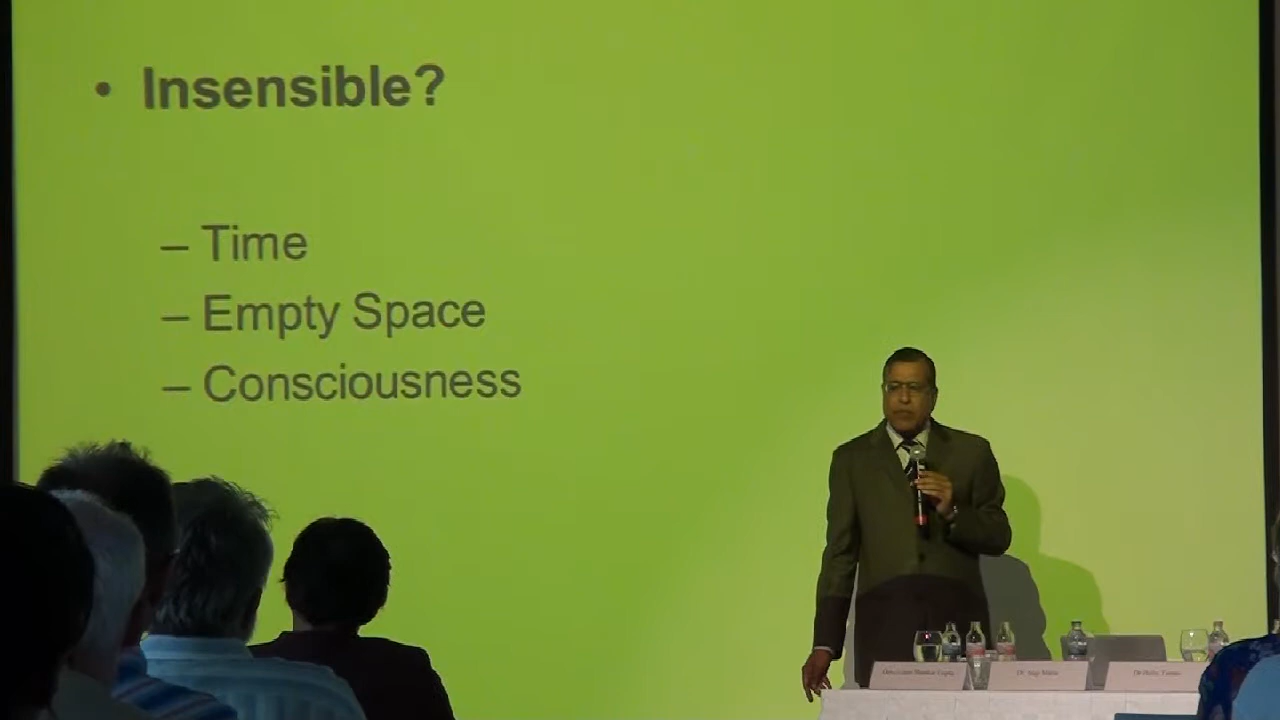 • Insensible?
– Time
– Empty Space
– Consciousness